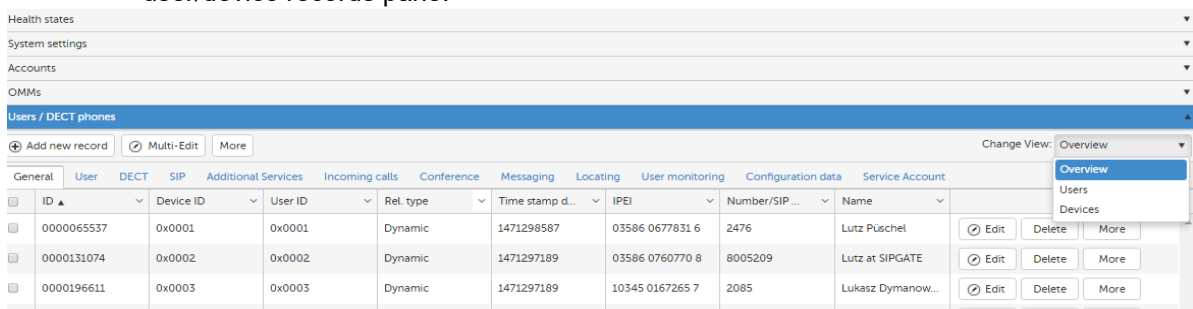 user/device records panel
Health states
System settings
Accounts
OMMs
Users / DECT phones
Add new record Multi-Edit More Change View: Overview
Overview
Users
Devices
General User DECT SIP Additional Services Incoming calls Conference Messaging Locating User monitoring Configuration data Service Account
ID Device ID User ID Rel. type Time stamp d... IPEI Number/SIP ... Name
0000065537 0x0001 0x0001 Dynamic 1471298587 03586 0677831 6 2476 Lutz Püschel Edit Delete More
0000131074 0x0002 0x0002 Dynamic 1471297189 03586 0760770 8 8005209 Lutz at SIPGATE Edit Delete More
0000196611 0x0003 0x0003 Dynamic 1471297189 10345 0167265 7 2085 Lukasz Dymanow... Edit Delete More